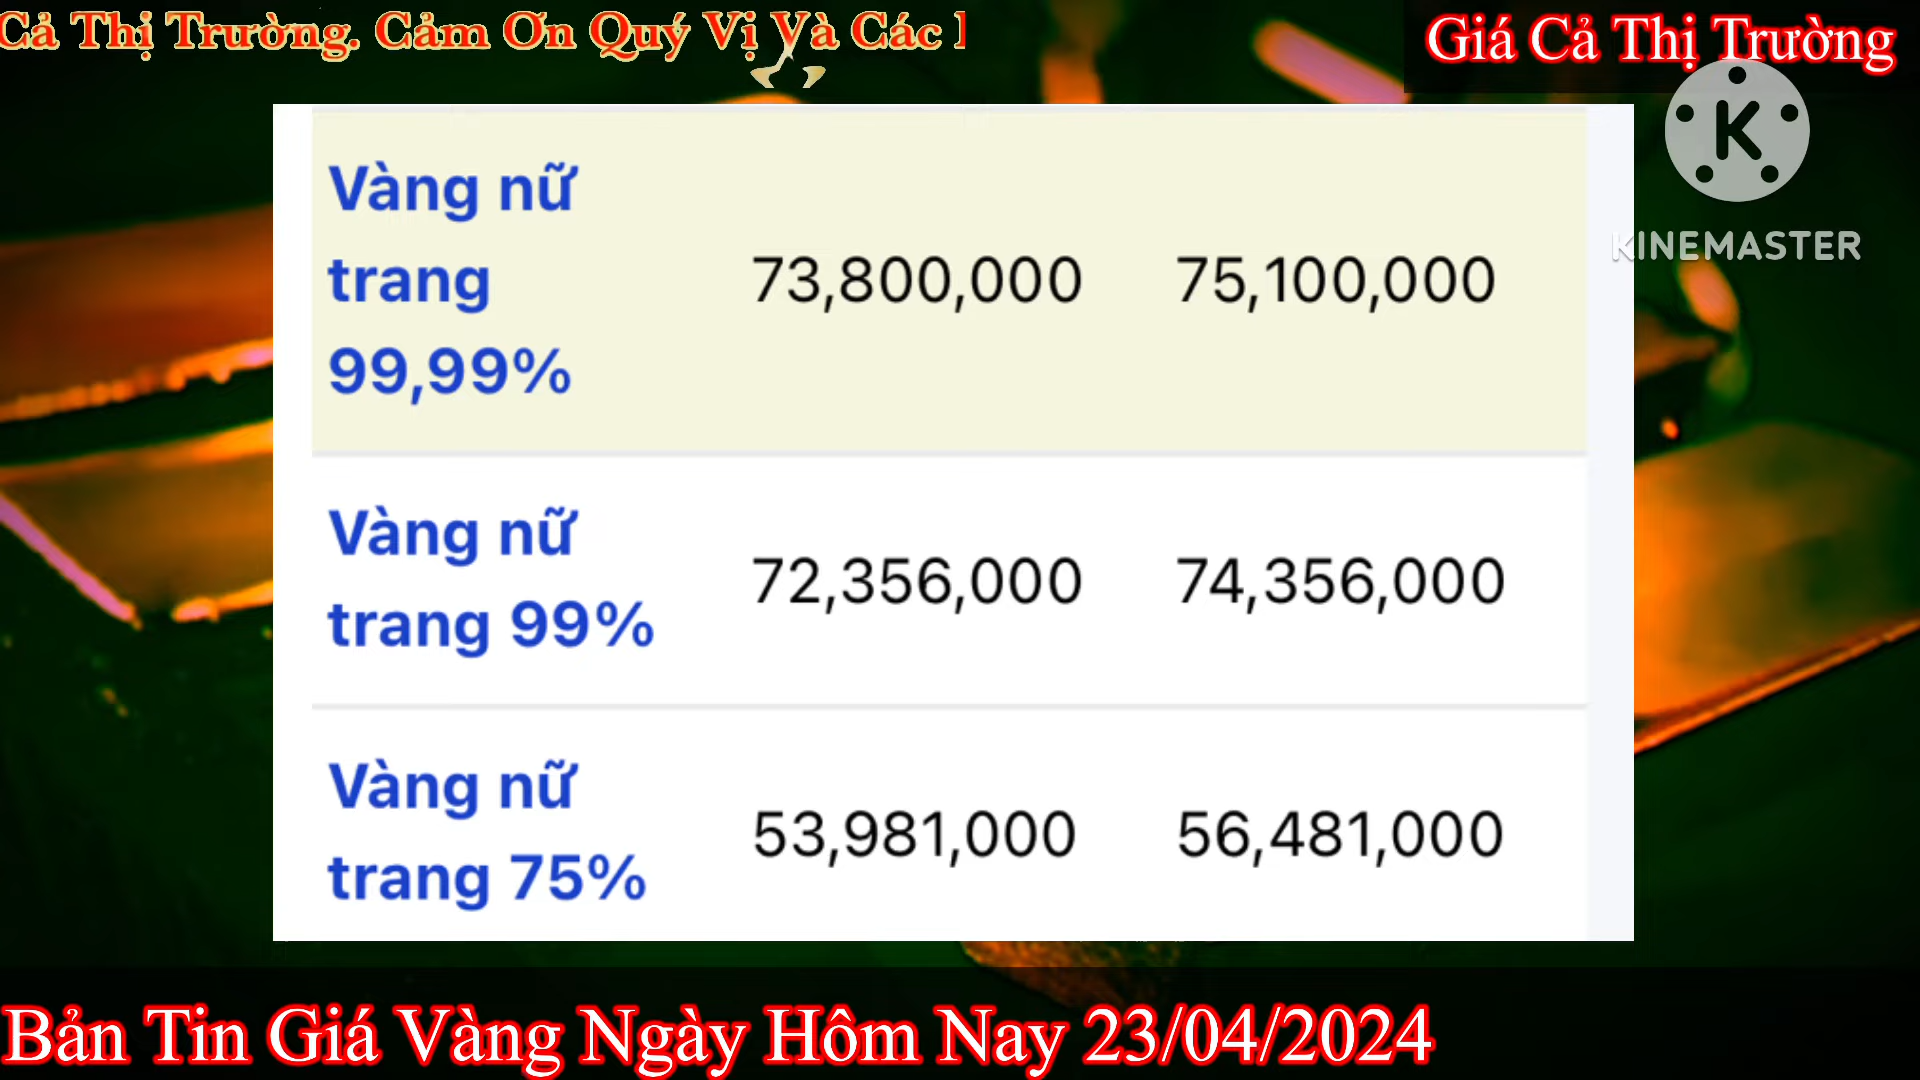 Cả Thị Trường. Cảm Ơn Quý Vị Và Các
Giá Cả Thị Trường
KINEMASTER
Vàng nữ
trang
99,99%
73,800,000 75,100,000
Vàng nữ
trang 99%
72,356,000 74,356,000
Vàng nữ
trang 75%
53,981,000 56,481,000
Bản Tin Giá Vàng Ngày Hôm Nay 23/04/2024